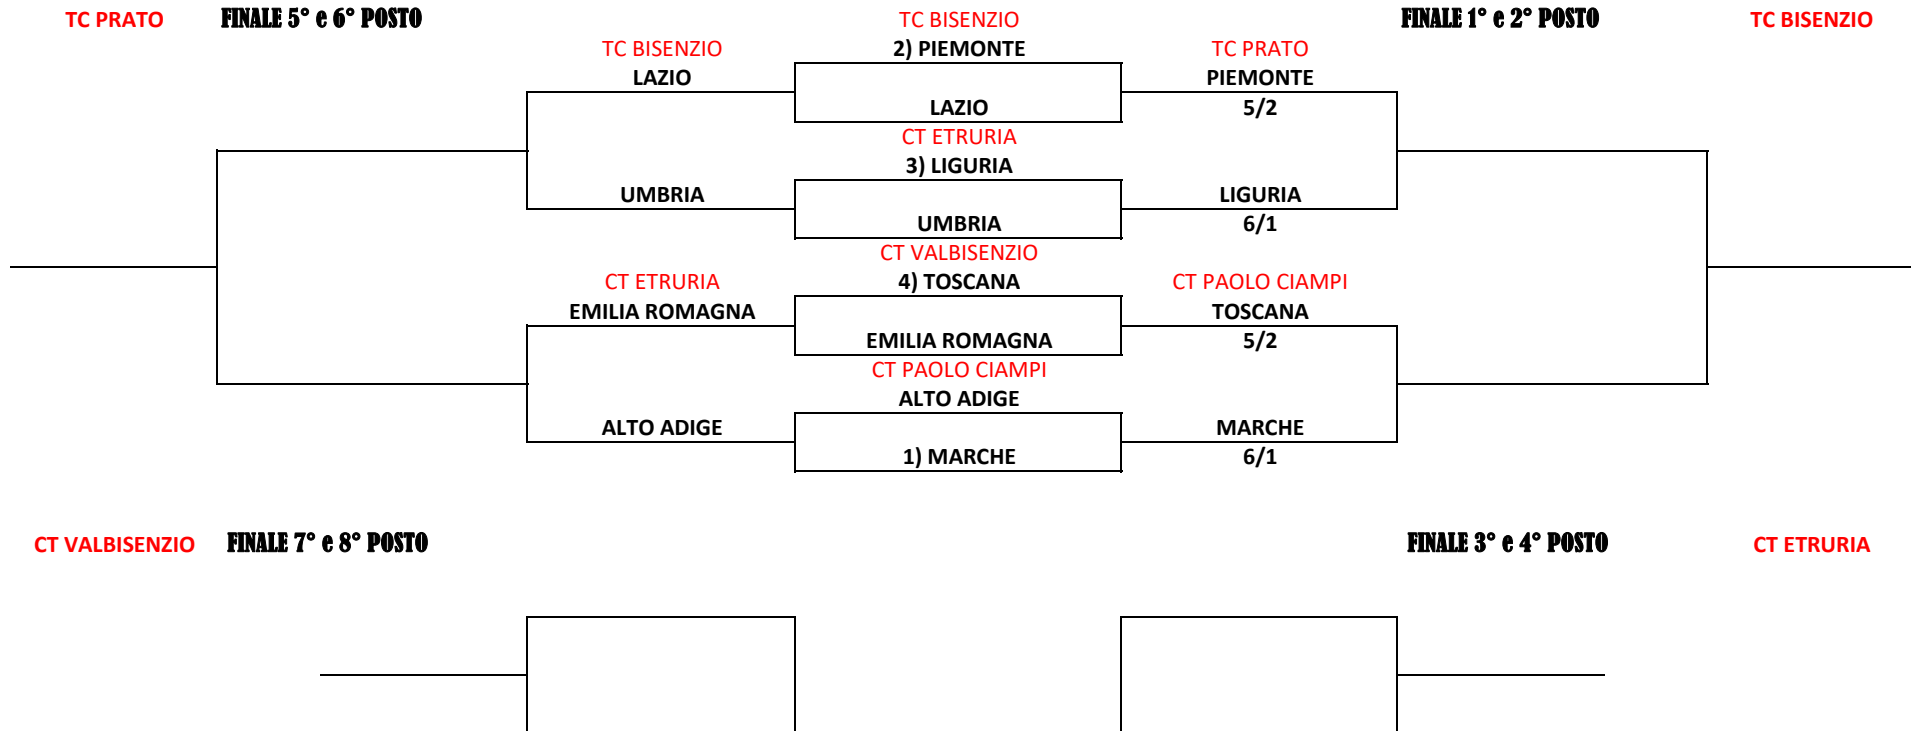 TC PRATO FINALE 5° e 6° POSTO TC BISENZIO FINALE 1° e 2° POSTO TC BISENZIO
TC BISENZIO 2) PIEMONTE TC PRATO
LAZIO PIEMONTE
LAZIO 5/2
CT ETRURIA
3) LIGURIA
UMBRIA LIGURIA
UMBRIA 6/1
CT VALBISENZIO
CT ETRURIA 4) TOSCANA CT PAOLO CIAMPI
EMILIA ROMAGNA TOSCANA
EMILIA ROMAGNA 5/2
CT PAOLO CIAMPI
ALTO ADIGE
ALTO ADIGE MARCHE
1) MARCHE 6/1
CT VALBISENZIO FINALE 7° e 8° POSTO FINALE 3° e 4° POSTO CT ETRURIA